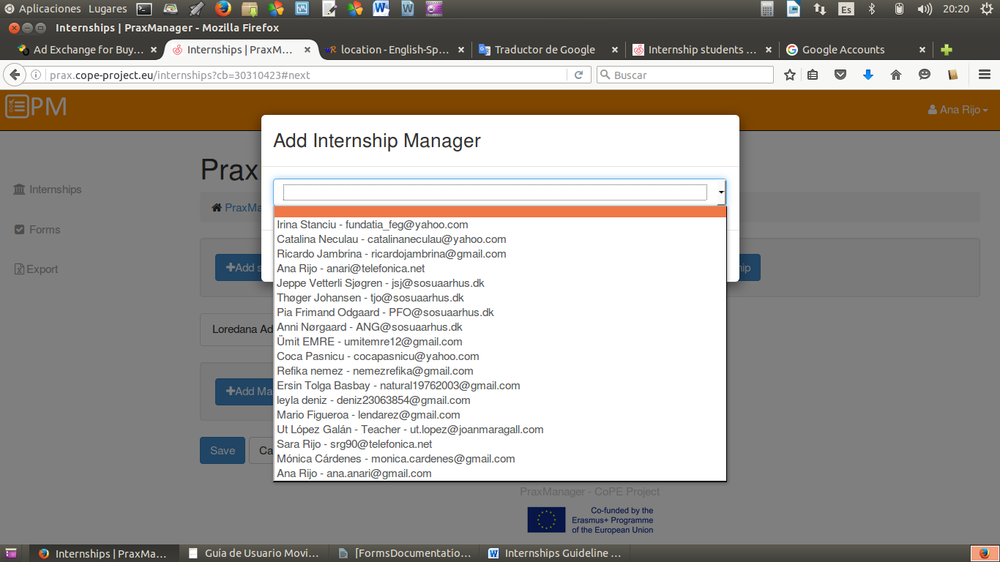 Aplicaciones Lugares Es 20:20
Internships | PraxManager - Mozilla Firefox
Ad Exchange for Buy... Internships | PraxM... location - English-Sp... Traductor de Google Internship students ... Google Accounts
prax.cope-project.eu/internships?cb=30310423#next Buscar
PM Ana Rijo
Add Internship Manager
Prax
Internships
PraxMa
Irina Stanciu - fundatia_feg@yahoo.com
Forms
Catalina Neculau - catalinaneculau@yahoo.com
Ricardo Jambrina - ricardojambrina@gmail.com
Export
+Add s
Ana Rijo - anari@telefonica.net
ip
Jeppe Vetterli Sjøgren - jsj@sosuaarhus.dk
Thøger Johansen - tjo@sosuaarhus.dk
Pia Frimand Odgaard - PFO@sosuaarhus.dk
Loredana Ad
Anni Nørgaard - ANG@sosuaarhus.dk
Ümit EMRE - umitemre12@gmail.com
Coca Pasnicu - cocapasnicu@yahoo.com
Refika nemez - nemezrefika@gmail.com
+Add Ma
Ersin Tolga Basbay - natural19762003@gmail.com
leyla deniz - deniz23063854@gmail.com
Mario Figueroa - lendarez@gmail.com
Ut López Galán - Teacher - ut.lopez@joanmaragall.com
Sara Rijo - srg90@telefonica.net
Save Ca
Mónica Cárdenes - monica.cardenes@gmail.com
Ana Rijo - ana.anari@gmail.com
PraxManager - CoPE Project
Co-funded by the
Erasmus+ Programme
of the European Union
Internships | PraxMa... Guía de Usuario Movi... [FormsDocumentatio... Internships Guideline ...